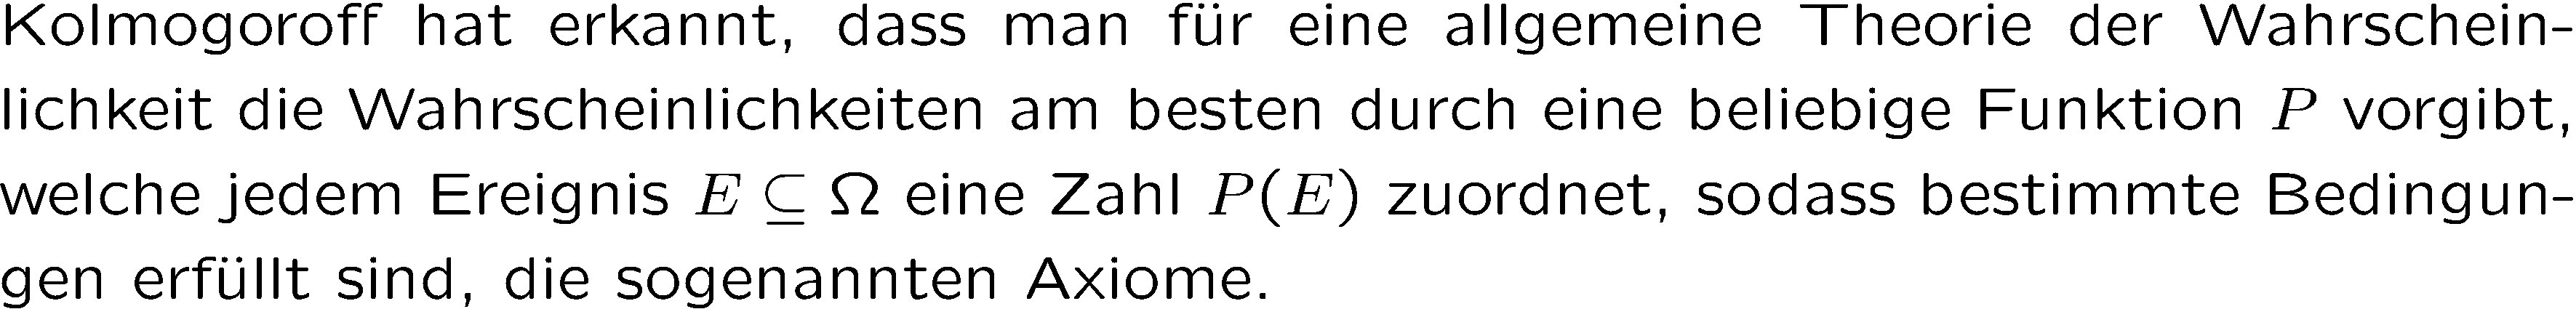 Kolmogoroff hat erkannt, dass man für eine allgemeine Theorie der Wahrschein-
lichkeit die Wahrscheinlichkeiten am besten durch eine beliebige Funktion P vorgibt,
welche jedem Ereignis E ⊆ Ω eine Zahl P(E) zuordnet, sodass bestimmte Bedingun-
gen erfüllt sind, die sogenannten Axiome.